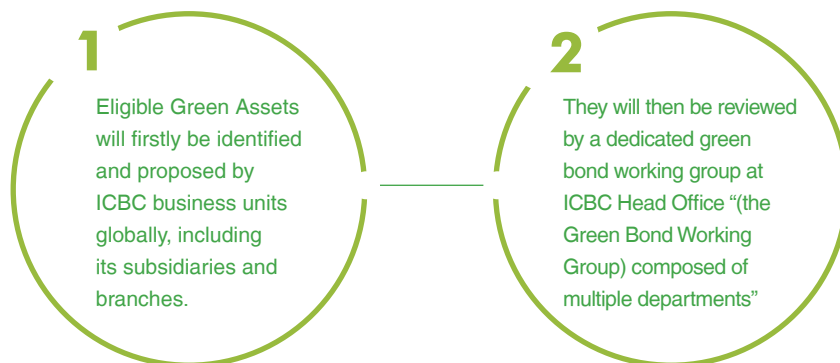 1
Eligible Green Assets
will firstly be identified
and proposed by
ICBC business units
globally, including
its subsidiaries and
branches.
2
They will then be reviewed
by a dedicated green
bond working group at
ICBC Head Office “(the
Green Bond Working
Group) composed of
multiple departments”